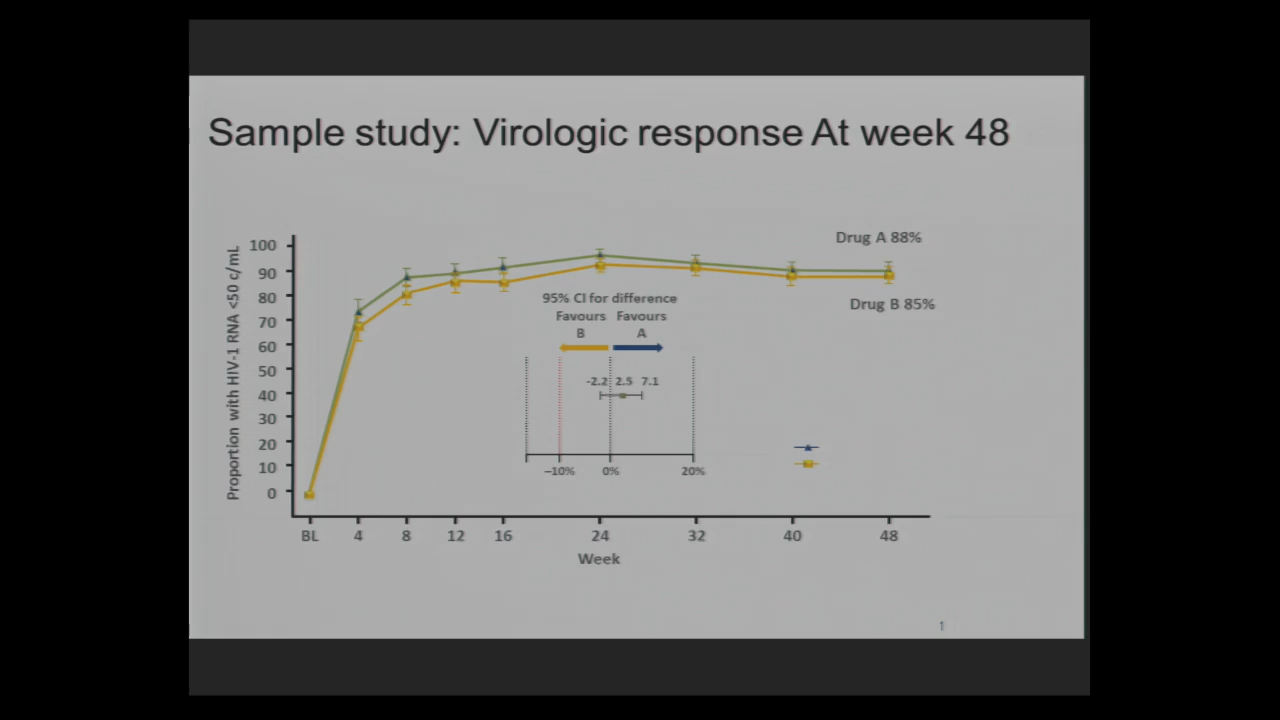 Sample study: Virologic response At week 48
Drug A 88%
Drug B 85%
Proportion with HIV-1 RNA <50 c/mL
100
90
80
70
60
50
40
30
20
10
0
95% CI for difference
Favours Favours
B A
-2.2 2.5 7.1
–10% 0% 20%
BL 4 8 12 16 24 32 40 48
Week
1